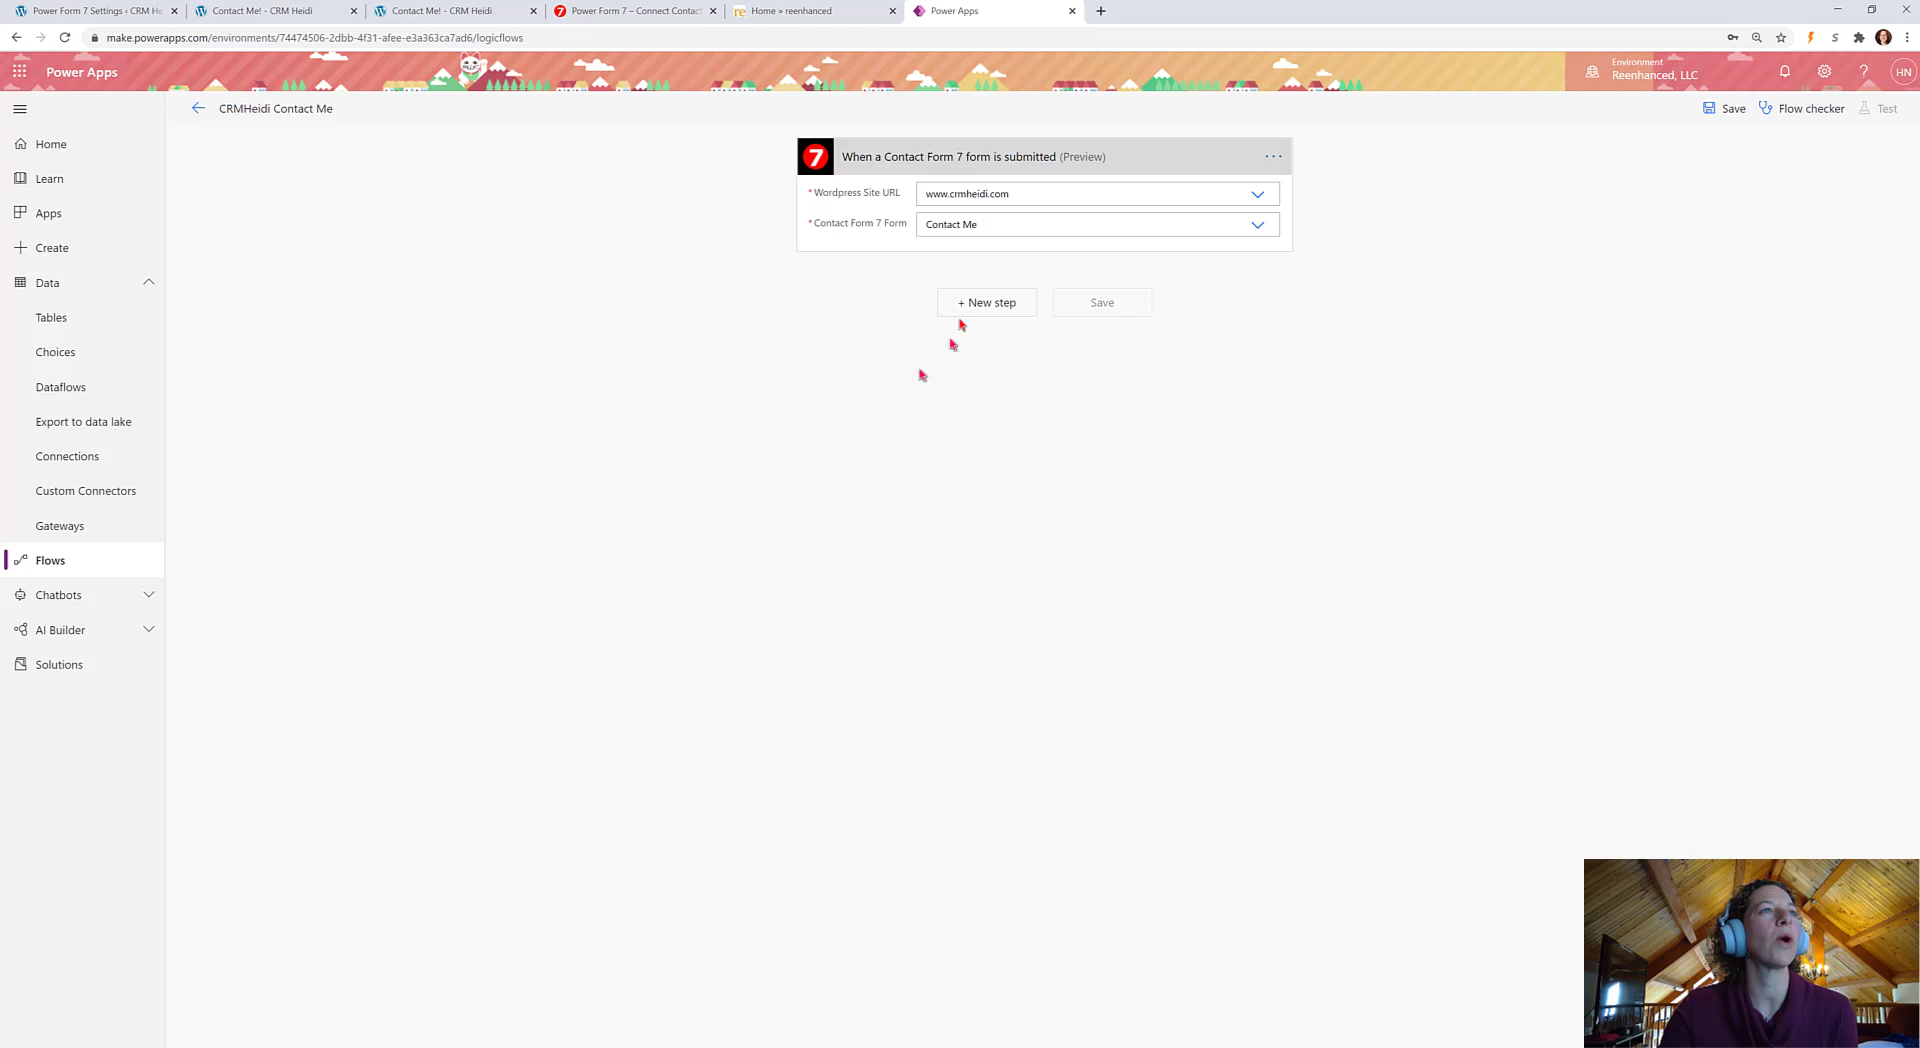 Power Form 7 Settings ‹ CRM He
Contact Me! - CRM Heidi
Contact Me! - CRM Heidi
7 Power Form 7 – Connect Contac
re Home » reenhanced
Power Apps
make.powerapps.com/environments/74474506-2dbb-4f31-afee-e3a363ca7ad6/logicflows
Power Apps
Environment
Reenhanced, LLC
HN
CRMHeidi Contact Me
Save
Flow checker
Test
Home
Learn
Apps
Create
Data
Tables
Choices
Dataflows
Export to data lake
Connections
Custom Connectors
Gateways
Flows
Chatbots
AI Builder
Solutions
7 When a Contact Form 7 form is submitted (Preview) ...
* Wordpress Site URL www.crmheidi.com
* Contact Form 7 Form Contact Me
+ New step
Save